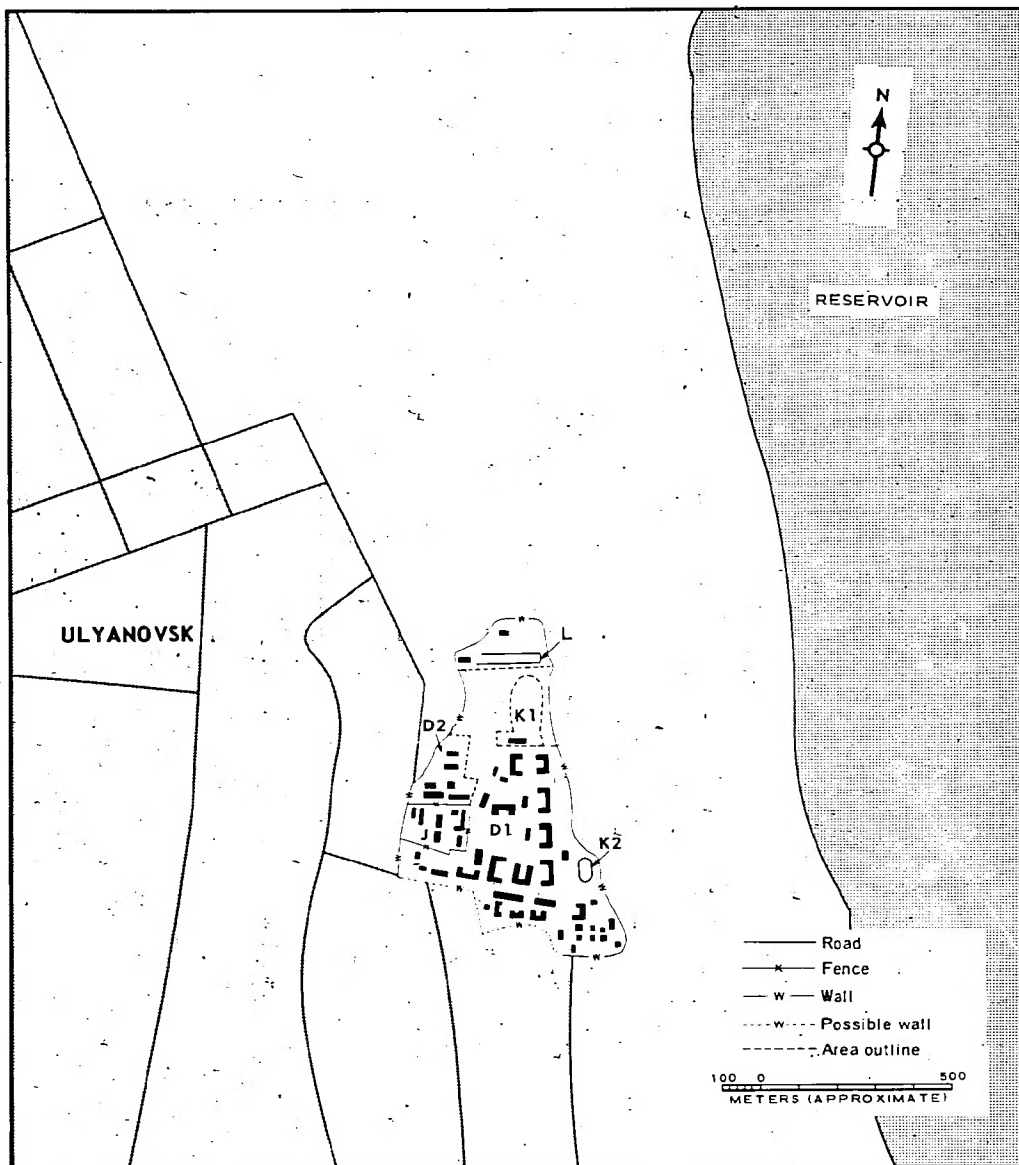 N
RESERVOIR
ULYANOVSK
L
K1
D2
D1
J
K2
W
W
W
W
W
W
W
W
W
W
Road
Fence
W Wall
W Possible wall
Area outline
100 0 500
METERS (APPROXIMATE)